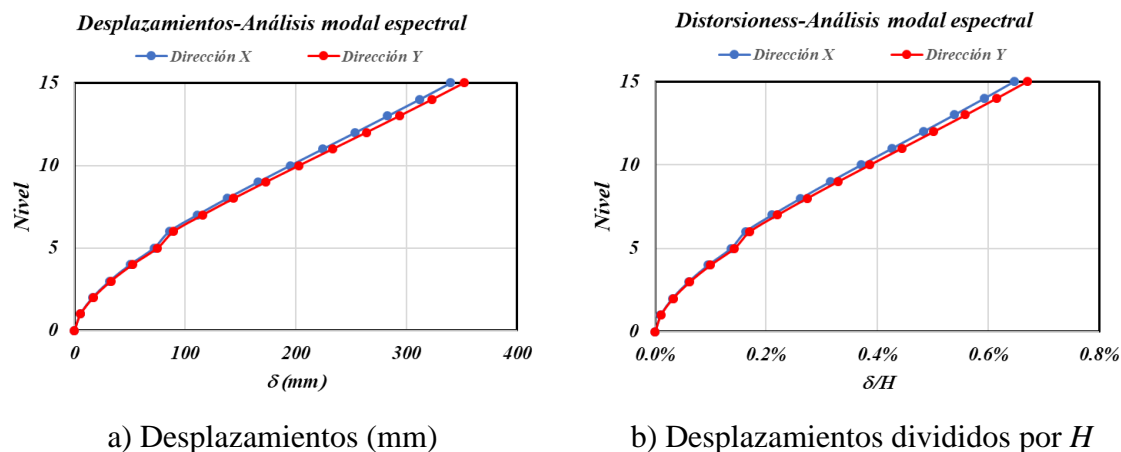 Desplazamientos-Análisis modal espectral
Dirección X
Dirección Y
15
10
5
0
Nivel
0
100
200
300
400
δ (mm)
a) Desplazamientos (mm)
Distorsioness-Análisis modal espectral
Dirección X
Dirección Y
15
10
5
0
Nivel
0.0%
0.2%
0.4%
0.6%
0.8%
δ/H
b) Desplazamientos divididos por H